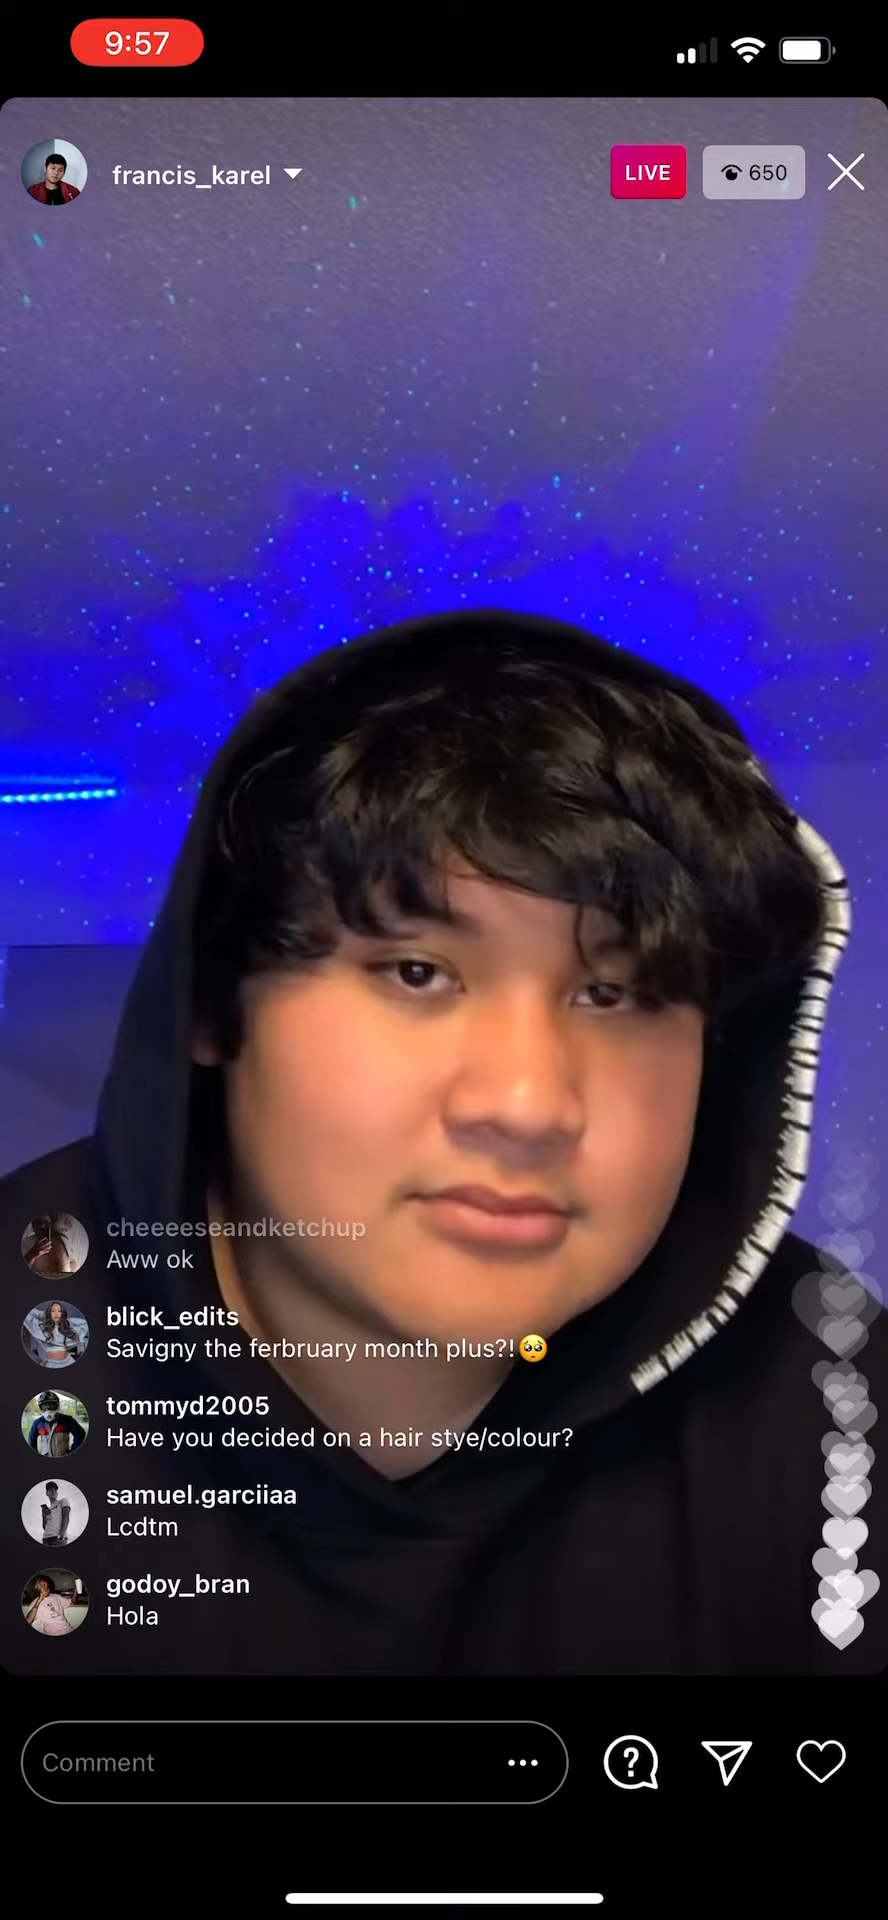 9:57
francis_karel
LIVE
650
cheeeeseandketchup
Aww ok
blick_edits
Savigny the ferbruary month plus?!🥺
tommyd2005
Have you decided on a hair stye/colour?
samuel.garciiaa
Lcdtm
godoy_bran
Hola
Comment